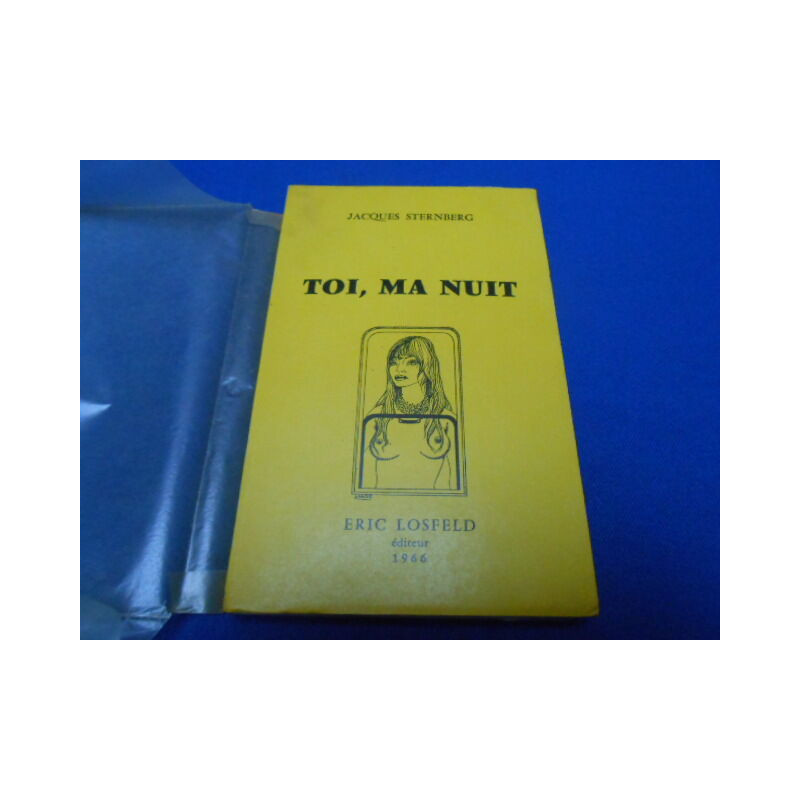 JACQUES STERNBERG
TOI, MA NUIT
ERIC LOSFELD
éditeur
1966